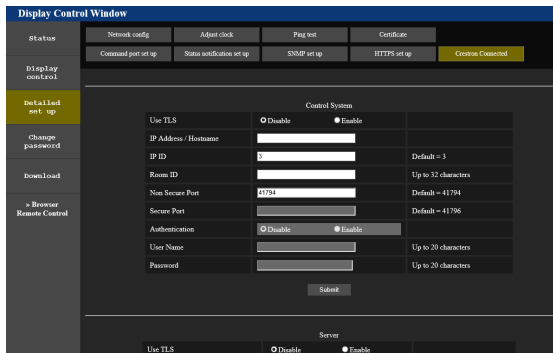 Display Control Window
Status
Display
control
Detailed
set up
Change
password
Download
» Browser
Remote Control
Network config Adjust clock Ping test Certificate
Command port set up Status notification set up SNMP set up HTTPS set up Crestron Connected
Control System
Use TLS Disable Enable
IP Address / Hostname
IP ID 3 Default = 3
Room ID Up to 32 characters
Non Secure Port 41794 Default = 41794
Secure Port Default = 41796
Authentication Disable Enable
User Name Up to 20 characters
Password Up to 20 characters
Submit
Server
Use TLS Disable Enable